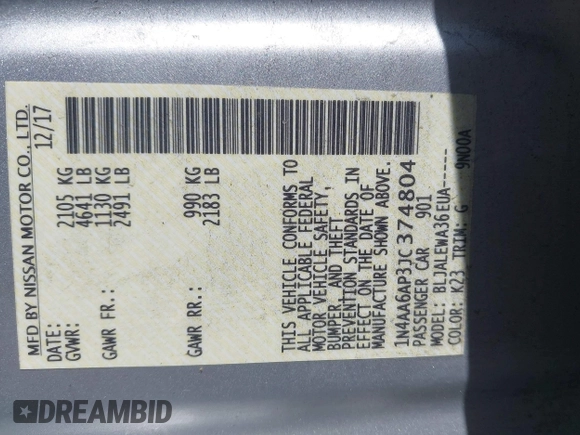 MFD BY NISSAN MOTOR CO., LTD.
DATE: 12/17
GVWR: 2105 KG
4641 LB
GAWR FR.: 1130 KG
2491 LB
GAWR RR.: 990 KG
2183 LB
THIS VEHICLE CONFORMS TO
ALL APPLICABLE FEDERAL
MOTOR VEHICLE SAFETY,
BUMPER AND THEFT
PREVENTION STANDARDS IN
EFFECT ON THE DATE OF
MANUFACTURE SHOWN ABOVE.
1N4AA6AP3JC374804
PASSENGER CAR 901
MODEL: BLJALEWA36EUA-----
COLOR: K23 TRIM: G 9N00A
DREAMBID